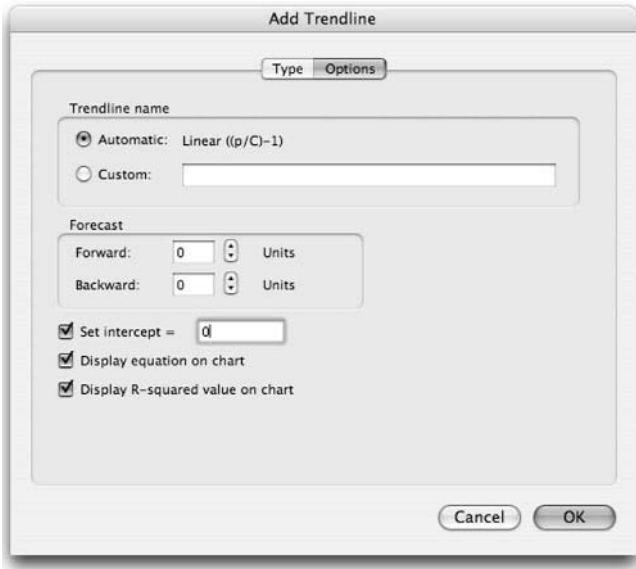 Add Trendline
Type Options
Trendline name
Automatic: Linear ((p/C)-1)
Custom:
Forecast
Forward: 0 Units
Backward: 0 Units
Set intercept = 0
Display equation on chart
Display R-squared value on chart
Cancel OK